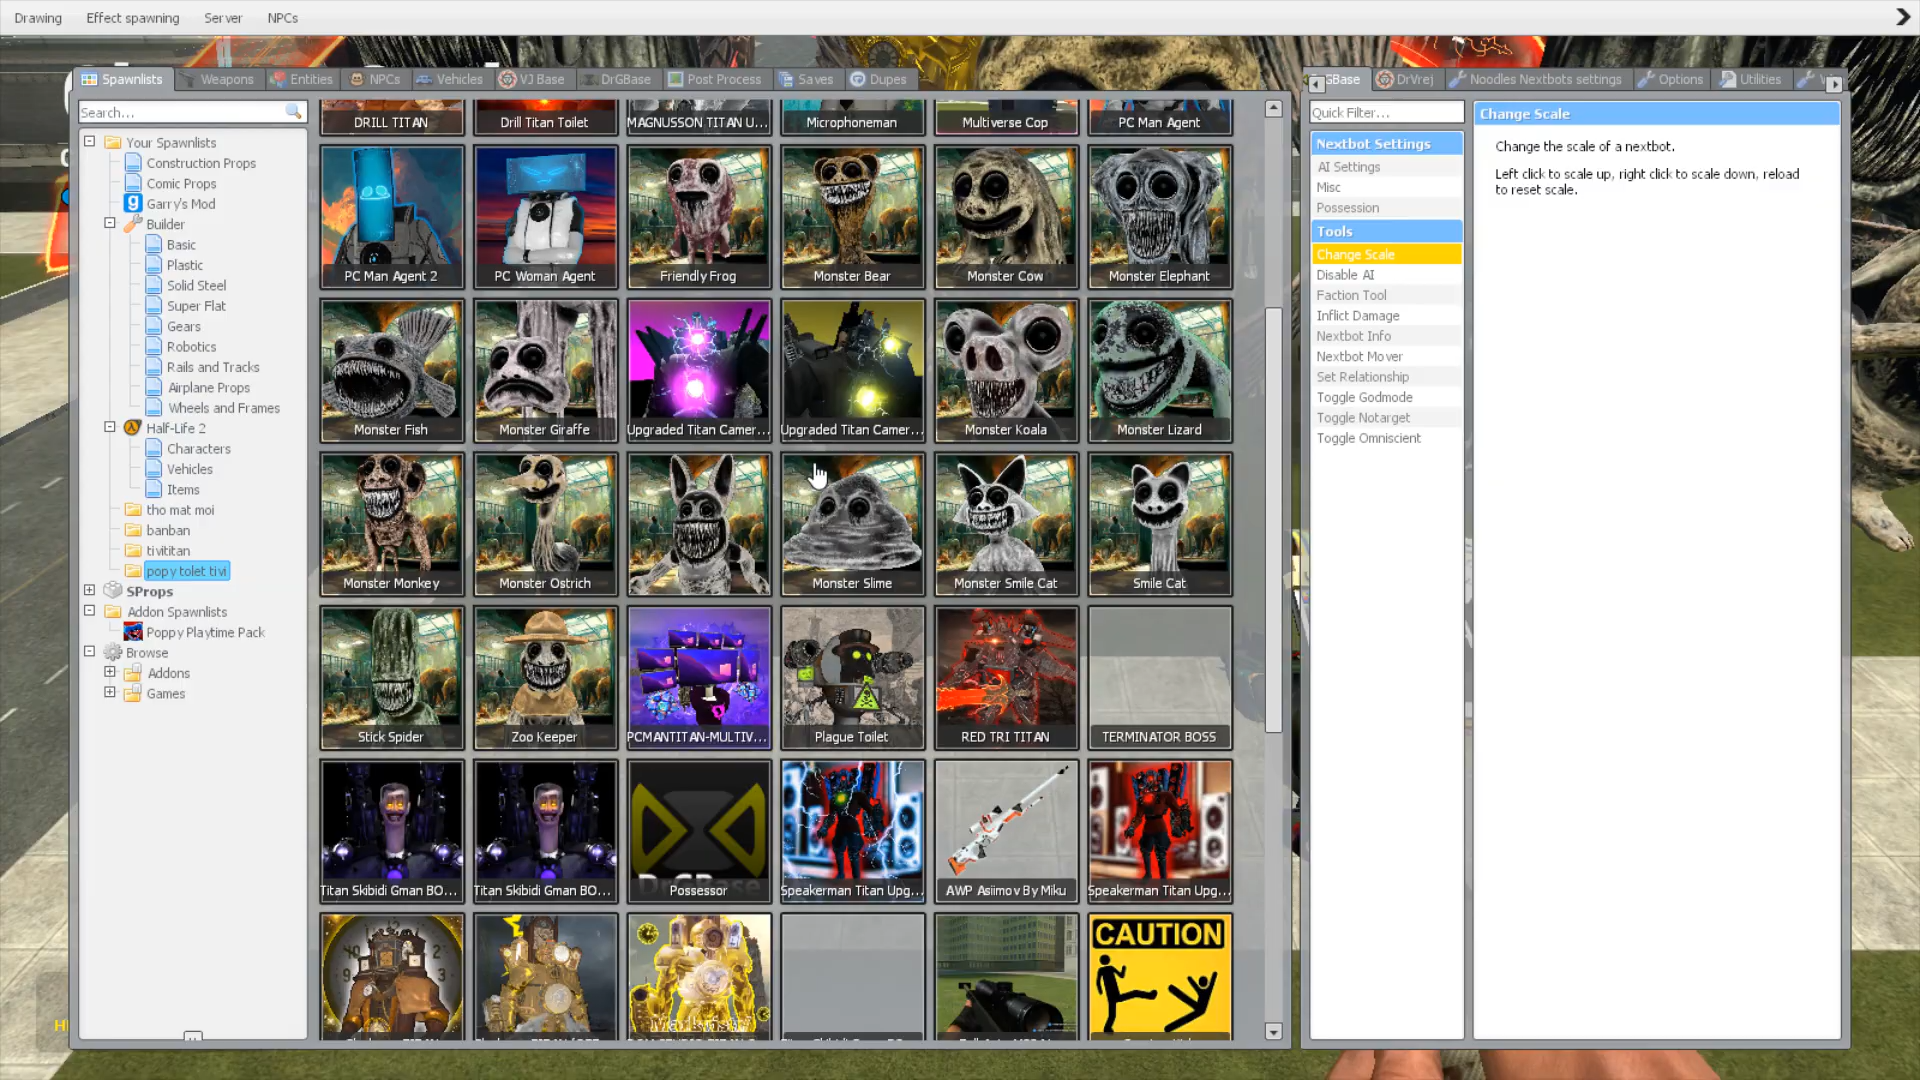 Drawing Effect spawning Server NPCs
Spawnlists Weapons Entities NPCs Vehicles VJ Base DrGBase Post Process Saves Dupes
Search...
Your Spawnlists
Construction Props
Comic Props
Garry's Mod
Builder
Basic
Plastic
Solid Steel
Super Flat
Gears
Robotics
Rails and Tracks
Airplane Props
Wheels and Frames
Half-Life 2
Characters
Vehicles
Items
tho mat moi
banban
tivititan
popy tolet tivi
SProps
Addon Spawnlists
Poppy Playtime Pack
Browse
Addons
Games
DRILL TITAN
Drill Titan Toilet
MAGNUSSON TITAN U...
Microphoneman
Multiverse Cop
PC Man Agent
PC Man Agent 2
PC Woman Agent
Friendly Frog
Monster Bear
Monster Cow
Monster Elephant
Monster Fish
Monster Giraffe
Upgraded Titan Camer...
Upgraded Titan Camer...
Monster Koala
Monster Lizard
Monster Monkey
Monster Ostrich
Monster Slime
Monster Smile Cat
Smile Cat
Stick Spider
Zoo Keeper
PCMANTITAN-MULTIV...
Plague Toilet
RED TRI TITAN
TERMINATOR BOSS
Titan Skibidi Gman BO...
Titan Skibidi Gman BO...
Possessor
Speakerman Titan Upg...
AWP Asiimov By Miku
Speakerman Titan Upg...
CAUTION
DrVrej Noodles Nextbots settings Options Utilities
Quick Filter...
Nextbot Settings
AI Settings
Misc
Possession
Tools
Change Scale
Disable AI
Faction Tool
Inflict Damage
Nextbot Info
Nextbot Mover
Set Relationship
Toggle Godmode
Toggle Notarget
Toggle Omniscient
Change Scale
Change the scale of a nextbot.
Left click to scale up, right click to scale down, reload
to reset scale.